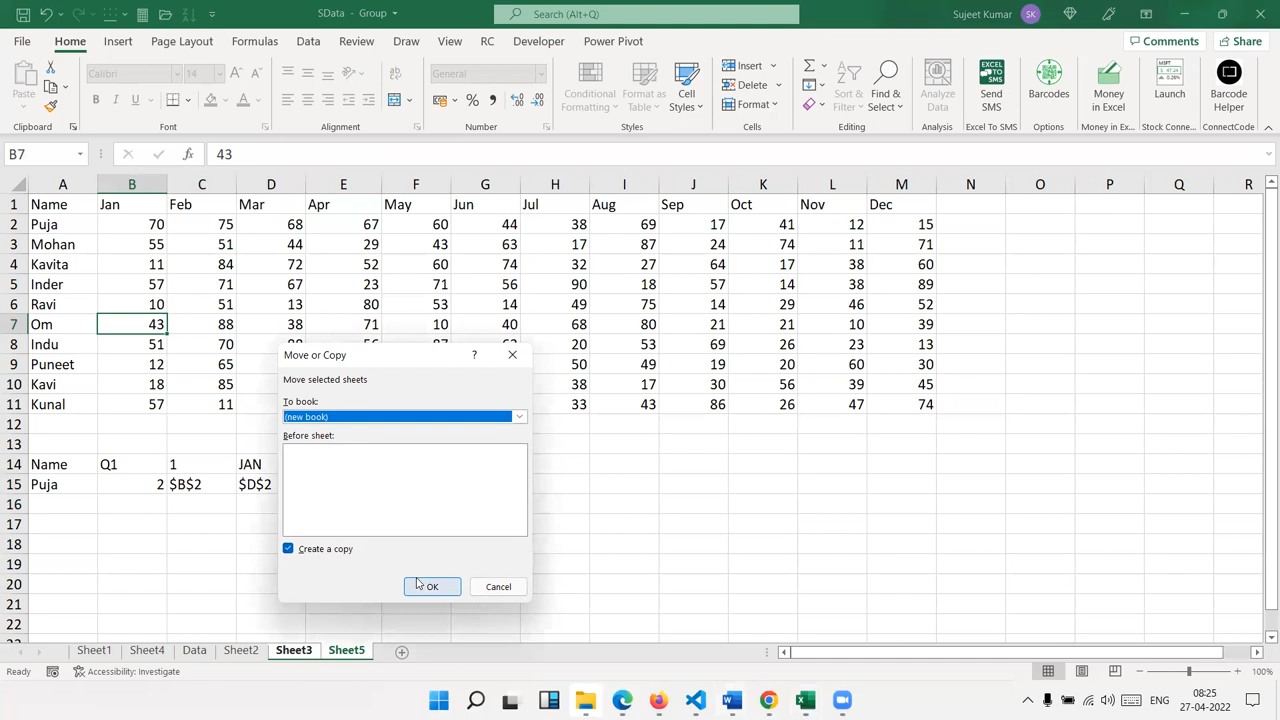 SData - Group
Search (Alt+Q)
Sujeet Kumar SK
File Home Insert Page Layout Formulas Data Review View Draw RC Developer Power Pivot Comments Share
Paste
Calibri 14
B I U
General
Conditional Formatting
Format as Table
Cell Styles
Insert
Delete
Format
Sort & Filter
Find & Select
Analyze Data
Send SMS
Barcodes
Money in Excel
Launch
Barcode Helper
Clipboard Font Alignment Number Styles Cells Editing Analysis Excel To SMS Options Money in Ex... Stock Conne... ConnectCode
B7 fx 43
A B C D E F G H I J K L M N O P Q R
1 Name Jan Feb Mar Apr May Jun Jul Aug Sep Oct Nov Dec
2 Puja 70 75 68 67 60 44 38 69 17 41 12 15
3 Mohan 55 51 44 29 43 63 17 87 24 74 11 71
4 Kavita 11 84 72 52 60 74 32 27 64 17 38 60
5 Inder 57 71 67 23 71 56 90 18 57 14 38 89
6 Ravi 10 51 13 80 53 14 49 75 14 29 46 52
7 Om 43 88 38 71 10 40 68 80 21 21 10 39
8 Indu 51 70 20 53 69 26 23 13
9 Puneet 12 65 50 49 19 20 60 30
10 Kavi 18 85 38 17 30 56 39 45
11 Kunal 57 11 33 43 86 26 47 74
12
13
14 Name Q1 1 JAN
15 Puja 2 $B$2 $D$2
16
17
18
19
20
21
22
Move or Copy ?
Move selected sheets
To book:
(new book)
Before sheet:
Create a copy
OK Cancel
Sheet1 Sheet4 Data Sheet2 Sheet3 Sheet5
Ready Accessibility: Investigate 100%
ENG 08:25
27-04-2022